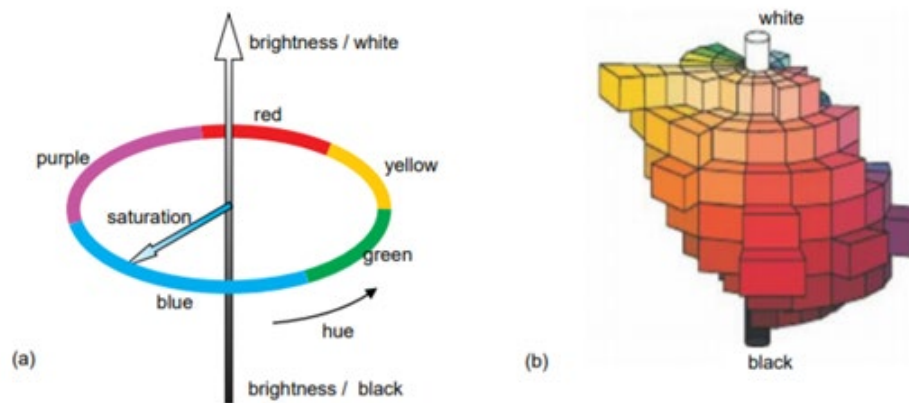 brightness / white
red
purple
yellow
saturation
green
blue
hue
(a)
brightness / black
white
(b)
black